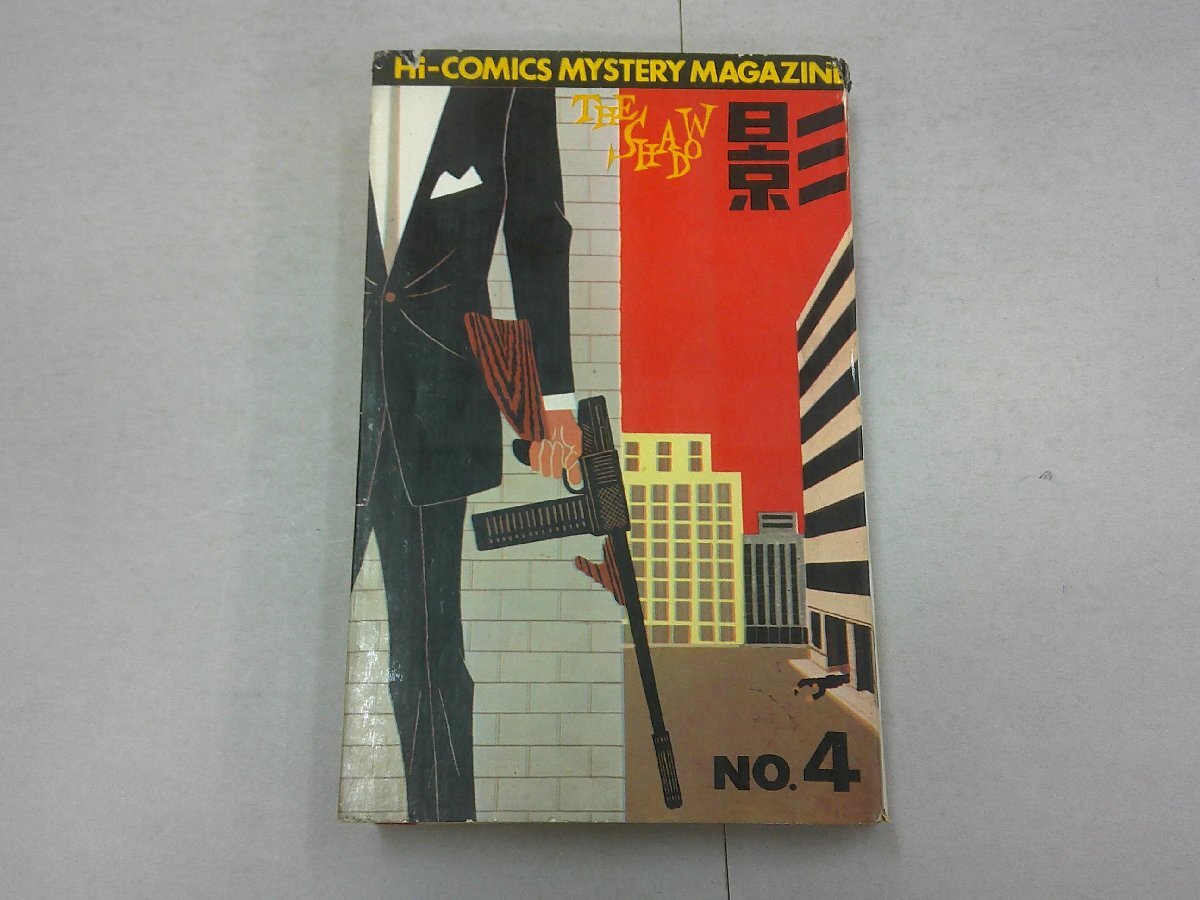 Hi-COMICS MYSTERY MAGAZINE
THE
SHADOW
影
NO.4